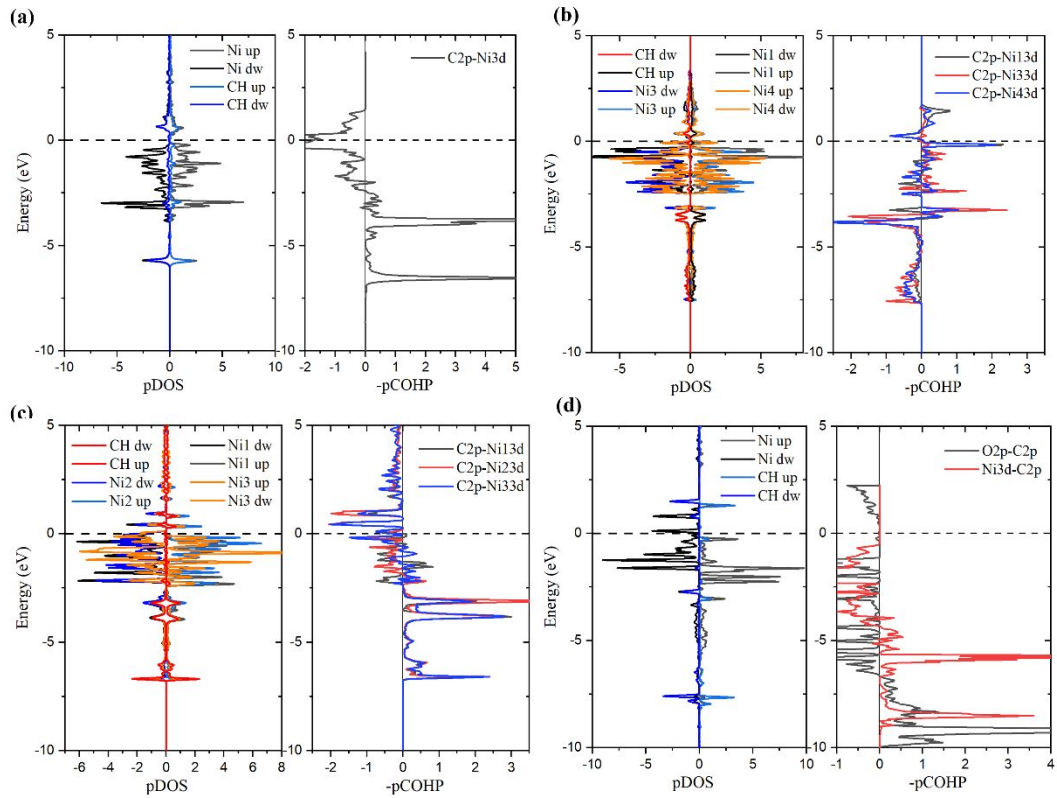 (a)
Ni up
Ni dw
CH up
CH dw
Energy (eV)
5
0
-5
-10
-10 -5 0 5 10
pDOS
C2p-Ni3d
5
0
-5
-10
-2 -1 0 1 2 3 4 5
-pCOHP
(b)
CH dw Ni1 dw
CH up Ni1 up
Ni3 dw Ni4 up
Ni3 up Ni4 dw
Energy (eV)
5
0
-5
-10
-5 0 5
pDOS
C2p-Ni13d
C2p-Ni33d
C2p-Ni43d
5
0
-5
-10
-2 -1 0 1 2 3
-pCOHP
(c)
CH dw Ni1 dw
CH up Ni1 up
Ni2 dw Ni3 up
Ni2 up Ni3 dw
Energy (eV)
5
0
-5
-10
-6 -4 -2 0 2 4 6 8
pDOS
C2p-Ni13d
C2p-Ni23d
C2p-Ni33d
5
0
-5
-10
-2 -1 0 1 2 3
-pCOHP
(d)
Ni up
Ni dw
CH up
CH dw
Energy (eV)
5
0
-5
-10
-10 -5 0 5 10
pDOS
O2p-C2p
Ni3d-C2p
5
0
-5
-10
-1 0 1 2 3 4
-pCOHP